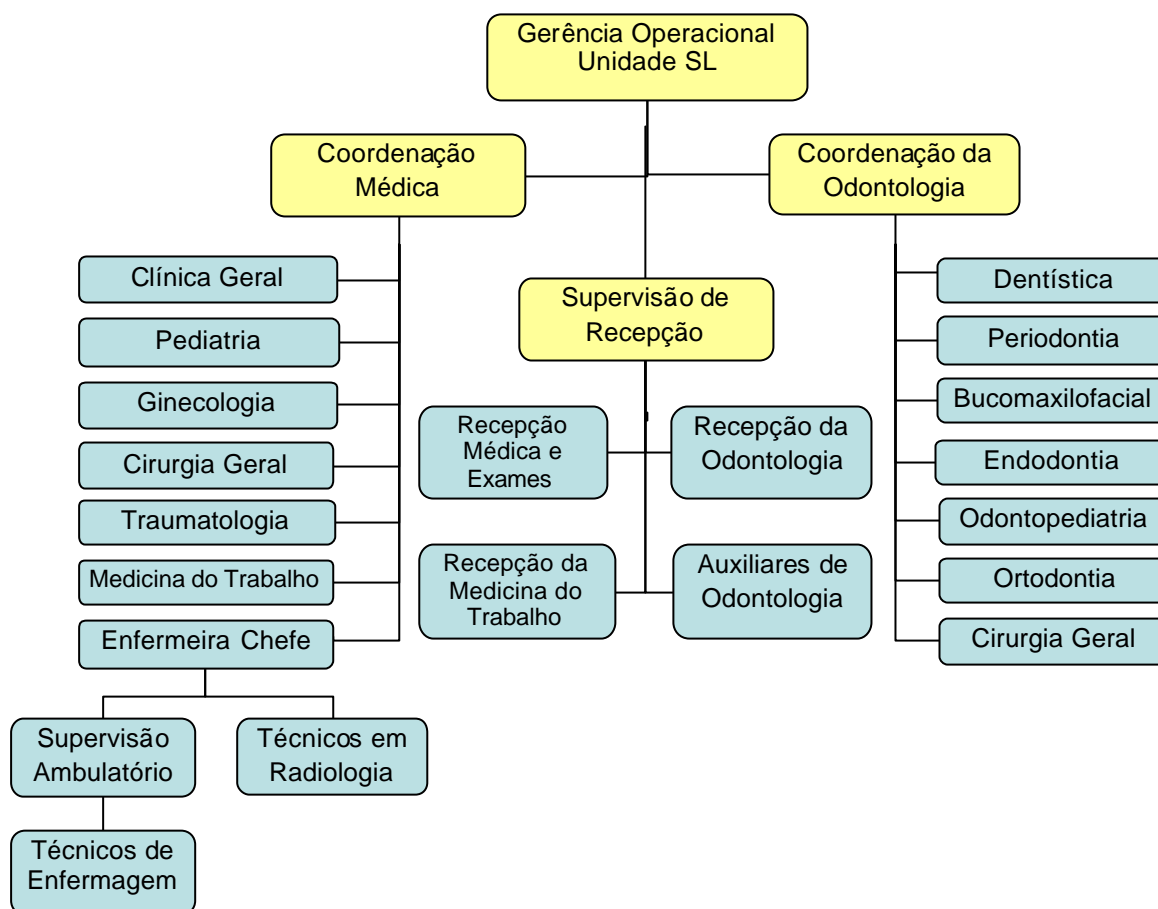 Gerência Operacional
Unidade SL
Coordenação
Médica
Coordenação da
Odontologia
Supervisão de
Recepção
Clínica Geral
Pediatria
Ginecologia
Cirurgia Geral
Traumatologia
Medicina do Trabalho
Enfermeira Chefe
Supervisão
Ambulatório
Técnicos em
Radiologia
Técnicos de
Enfermagem
Recepção
Médica e
Exames
Recepção da
Odontologia
Recepção da
Medicina do
Trabalho
Auxiliares de
Odontologia
Dentística
Periodontia
Bucomaxilofacial
Endodontia
Odontopediatria
Ortodontia
Cirurgia Geral